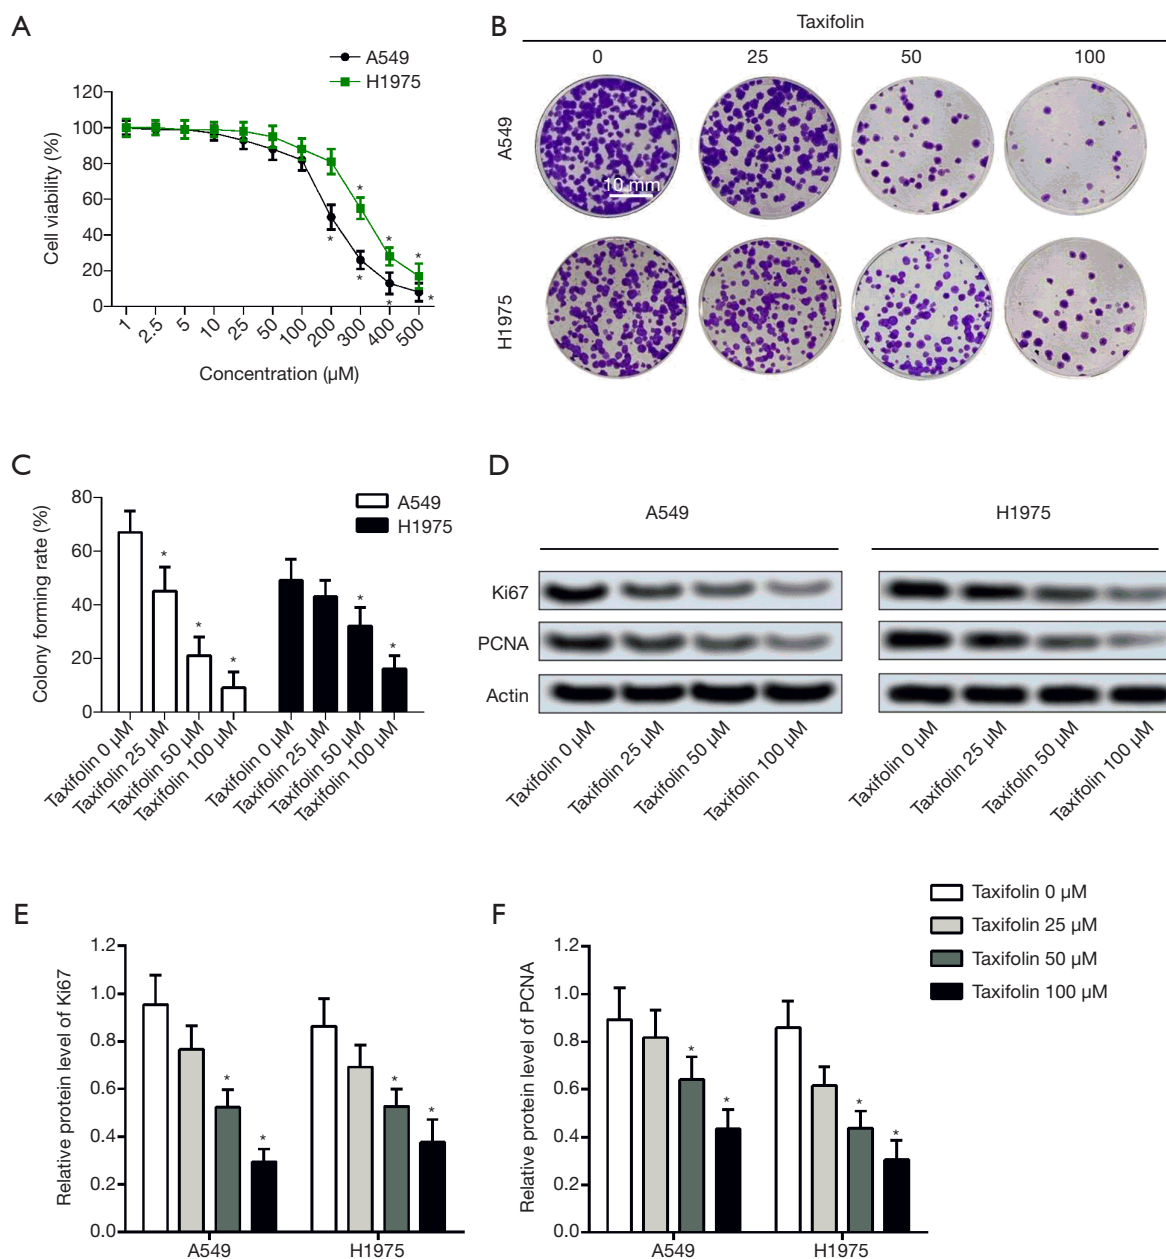 A
A549
H1975
Cell viability (%)
120
100
80
60
40
20
0
1
2.5
5
10
25
50
100
200
300
400
500
Concentration (µM)
*
*
*
*
*
*
*
B
Taxifolin
0
25
50
100
A549
H1975
10 mm
C
A549
H1975
Colony forming rate (%)
80
60
40
20
0
*
*
*
*
*
Taxifolin 0 µM
Taxifolin 25 µM
Taxifolin 50 µM
Taxifolin 100 µM
Taxifolin 0 µM
Taxifolin 25 µM
Taxifolin 50 µM
Taxifolin 100 µM
D
A549
H1975
Ki67
PCNA
Actin
Taxifolin 0 µM
Taxifolin 25 µM
Taxifolin 50 µM
Taxifolin 100 µM
Taxifolin 0 µM
Taxifolin 25 µM
Taxifolin 50 µM
Taxifolin 100 µM
E
Relative protein level of Ki67
1.2
1.0
0.8
0.6
0.4
0.2
0.0
*
*
*
*
A549
H1975
F
Relative protein level of PCNA
1.2
1.0
0.8
0.6
0.4
0.2
0.0
*
*
*
*
A549
H1975
Taxifolin 0 µM
Taxifolin 25 µM
Taxifolin 50 µM
Taxifolin 100 µM